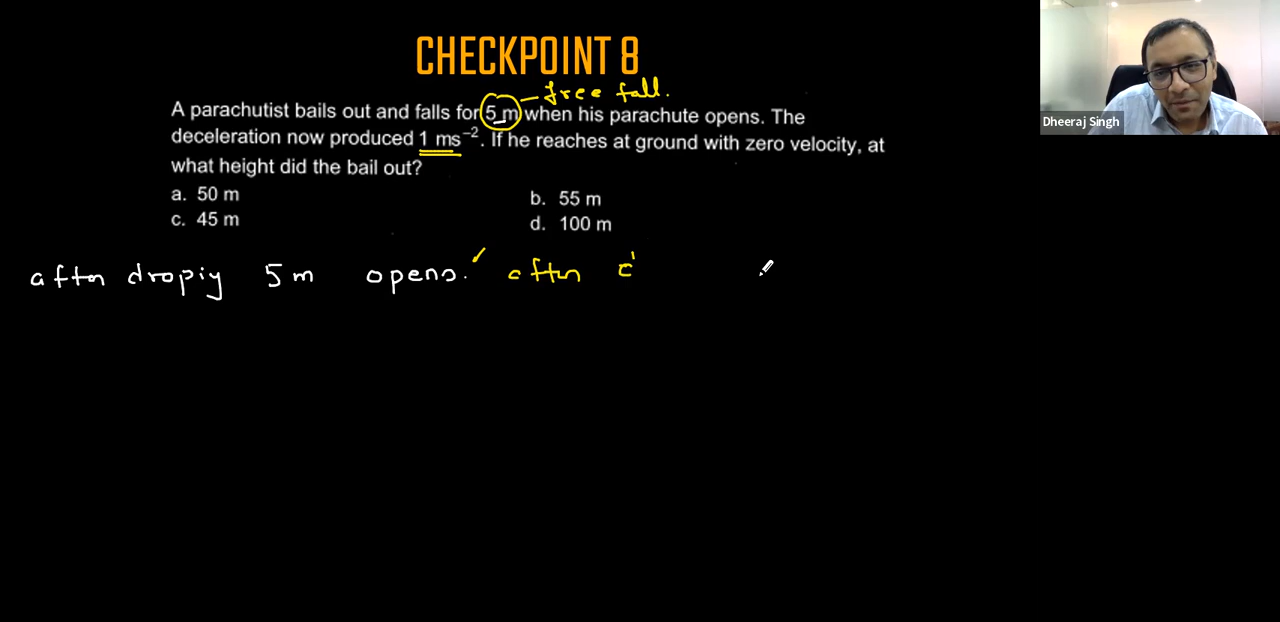 CHECKPOINT 8
free fall.
A parachutist bails out and falls for 5 m when his parachute opens. The
deceleration now produced 1 ms⁻². If he reaches at ground with zero velocity, at
what height did the bail out?
a. 50 m b. 55 m
c. 45 m d. 100 m
after dropiy 5 m opens. after
Dheeraj Singh